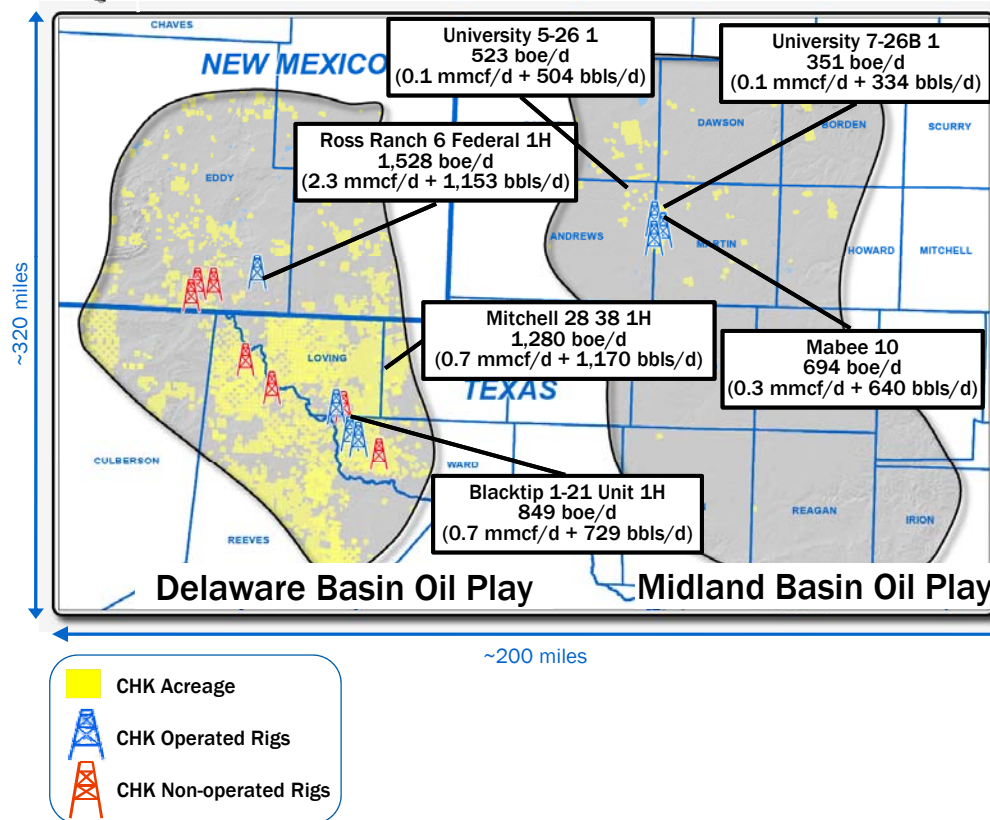 CHAVES
NEW MEXICO
University 5-26 1
523 boe/d
(0.1 mmcf/d + 504 bbls/d)
University 7-26B 1
351 boe/d
(0.1 mmcf/d + 334 bbls/d)
DAWSON
BORDEN
SCURRY
Ross Ranch 6 Federal 1H
1,528 boe/d
(2.3 mmcf/d + 1,153 bbls/d)
EDDY
ANDREWS
MARTIN
HOWARD
MITCHELL
~320 miles
Mitchell 28 38 1H
1,280 boe/d
(0.7 mmcf/d + 1,170 bbls/d)
LOVING
Mabee 10
694 boe/d
(0.3 mmcf/d + 640 bbls/d)
TEXAS
CULBERSON
WARD
Blacktip 1-21 Unit 1H
849 boe/d
(0.7 mmcf/d + 729 bbls/d)
REAGAN
IRION
REEVES
Delaware Basin Oil Play
Midland Basin Oil Play
~200 miles
CHK Acreage
CHK Operated Rigs
CHK Non-operated Rigs